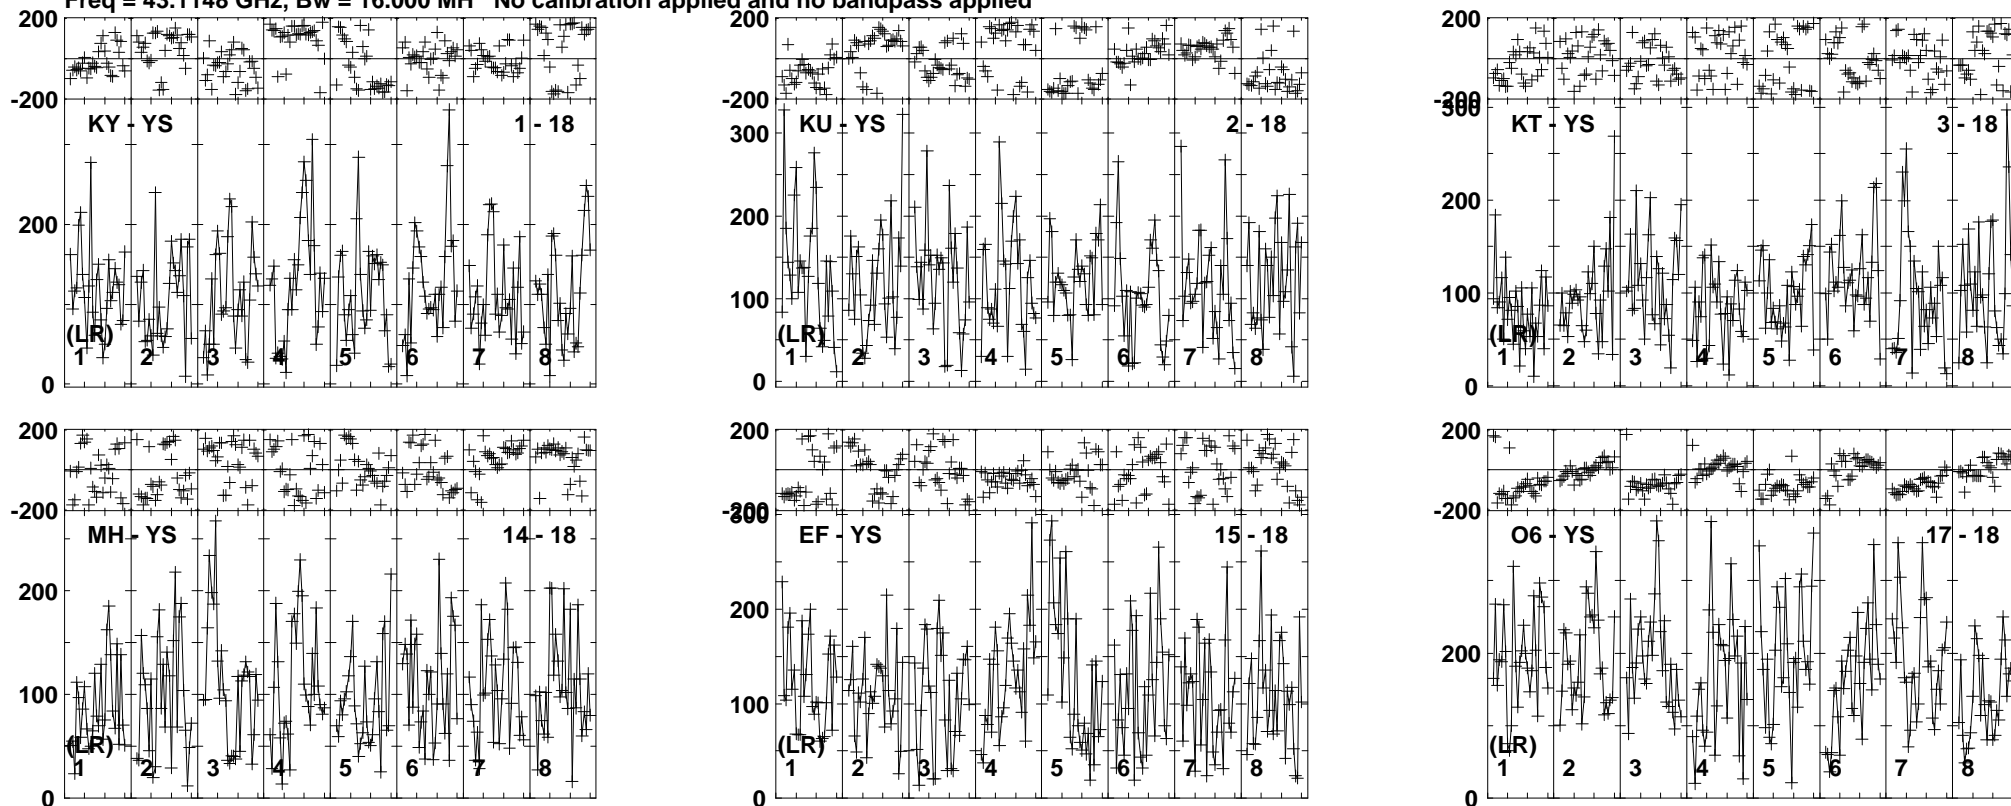 Freq = 43.1148 GHz, Bw = 16.000 MH No calibration applied and no bandpass applied
200 200 200
-200 -200 -200
300
KY - YS 1 - 18 KU - YS 2 - 18 KT - YS 3 - 18
300
200 200 200
100 100
(LR) (LR) (LR)
1 2 3 4 5 6 7 8 1 2 3 4 5 6 7 8 1 2 3 4 5 6 7 8
0 0 0
200 200 200
-200 -200 -200
300
MH - YS 14 - 18 EF - YS 15 - 18 O6 - YS 17 - 18
200 200 200
100 100
(LR) (LR) (LR)
1 2 3 4 5 6 7 8 1 2 3 4 5 6 7 8 1 2 3 4 5 6 7 8
0 0 0